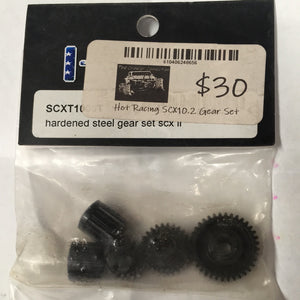 $30
Hot Racing SCX10.2 Gear Set
SCXT10
hardened steel gear set scx II